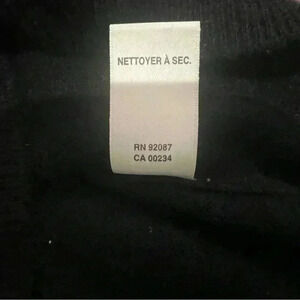 NETTOYER À SEC.
RN 92087
CA 00234